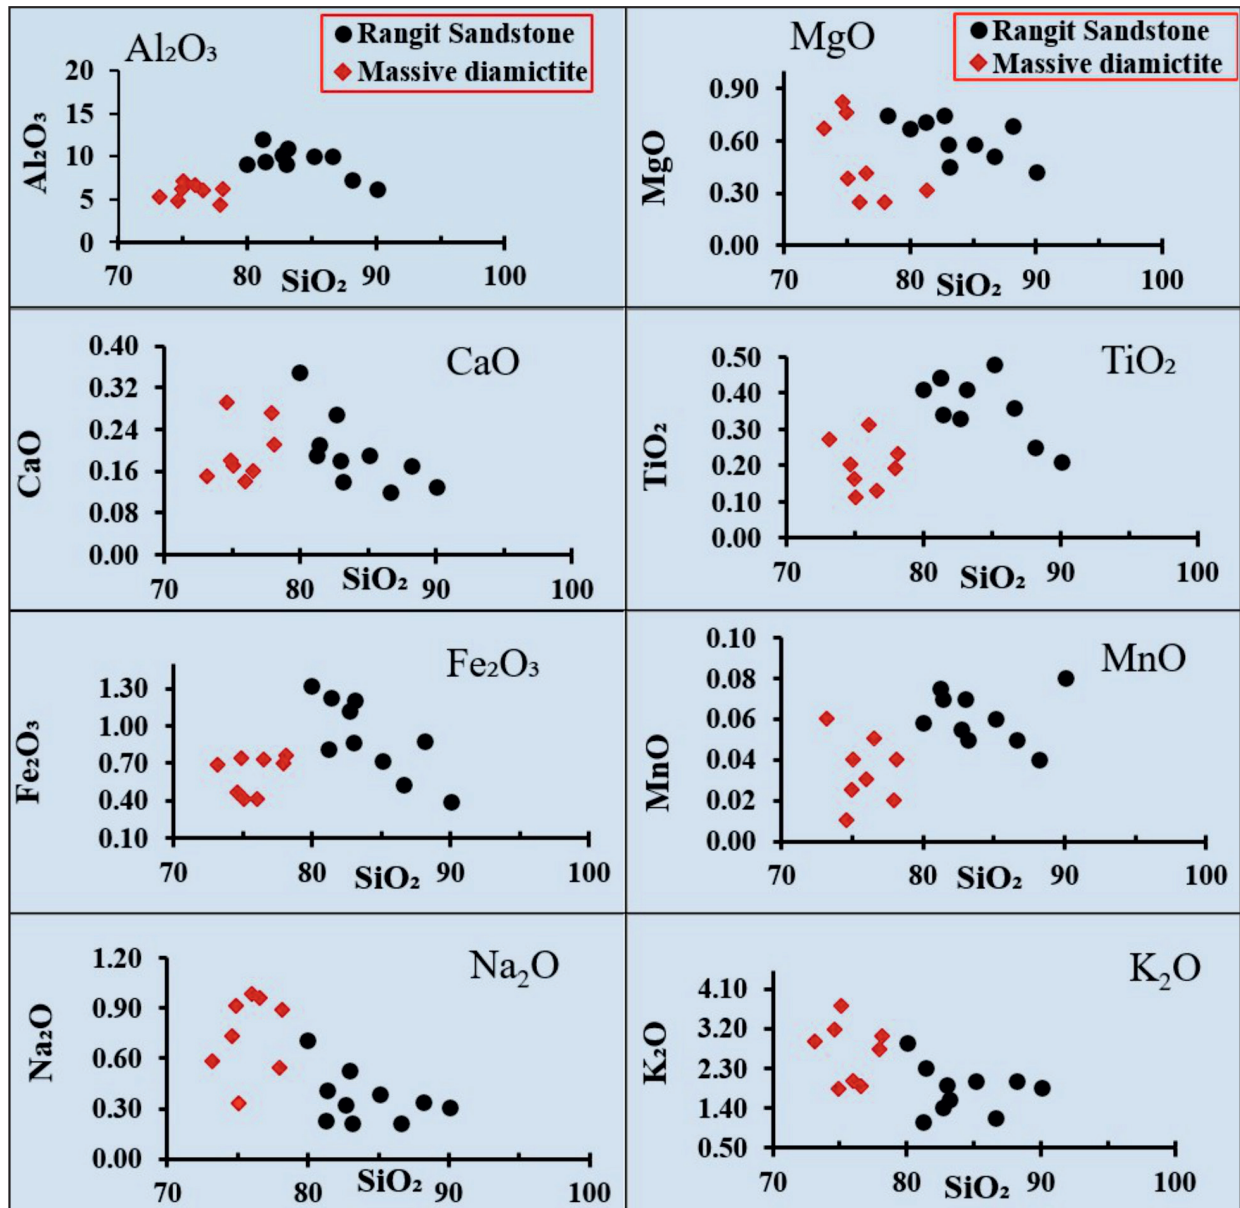 Al₂O₃
● Rangit Sandstone
◆ Massive diamictite
Al₂O₃
20
15
10
5
0
70
80
90
100
SiO₂
MgO
● Rangit Sandstone
◆ Massive diamictite
MgO
0.90
0.60
0.30
0.00
70
80
90
100
SiO₂
CaO
CaO
0.40
0.32
0.24
0.16
0.08
0.00
70
80
90
100
SiO₂
TiO₂
TiO₂
0.50
0.40
0.30
0.20
0.10
0.00
70
80
90
100
SiO₂
Fe₂O₃
Fe₂O₃
1.30
1.00
0.70
0.40
0.10
70
80
90
100
SiO₂
MnO
MnO
0.10
0.08
0.06
0.04
0.02
0.00
70
80
90
100
SiO₂
Na₂O
Na₂O
1.20
0.90
0.60
0.30
0.00
70
80
90
100
SiO₂
K₂O
K₂O
4.10
3.20
2.30
1.40
0.50
70
80
90
100
SiO₂